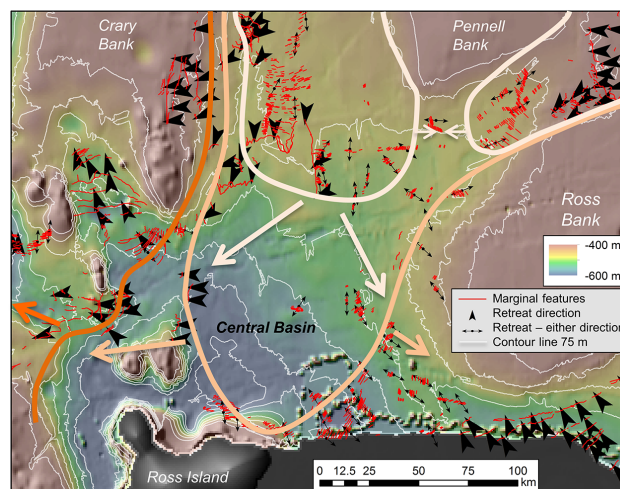 Crary
Bank
Pennell
Bank
Ross
Bank
-400 m
-600 m
Marginal features
Retreat direction
Retreat – either direction
Contour line 75 m
Central Basin
Ross Island
0 12.5 25 50 75 100
km